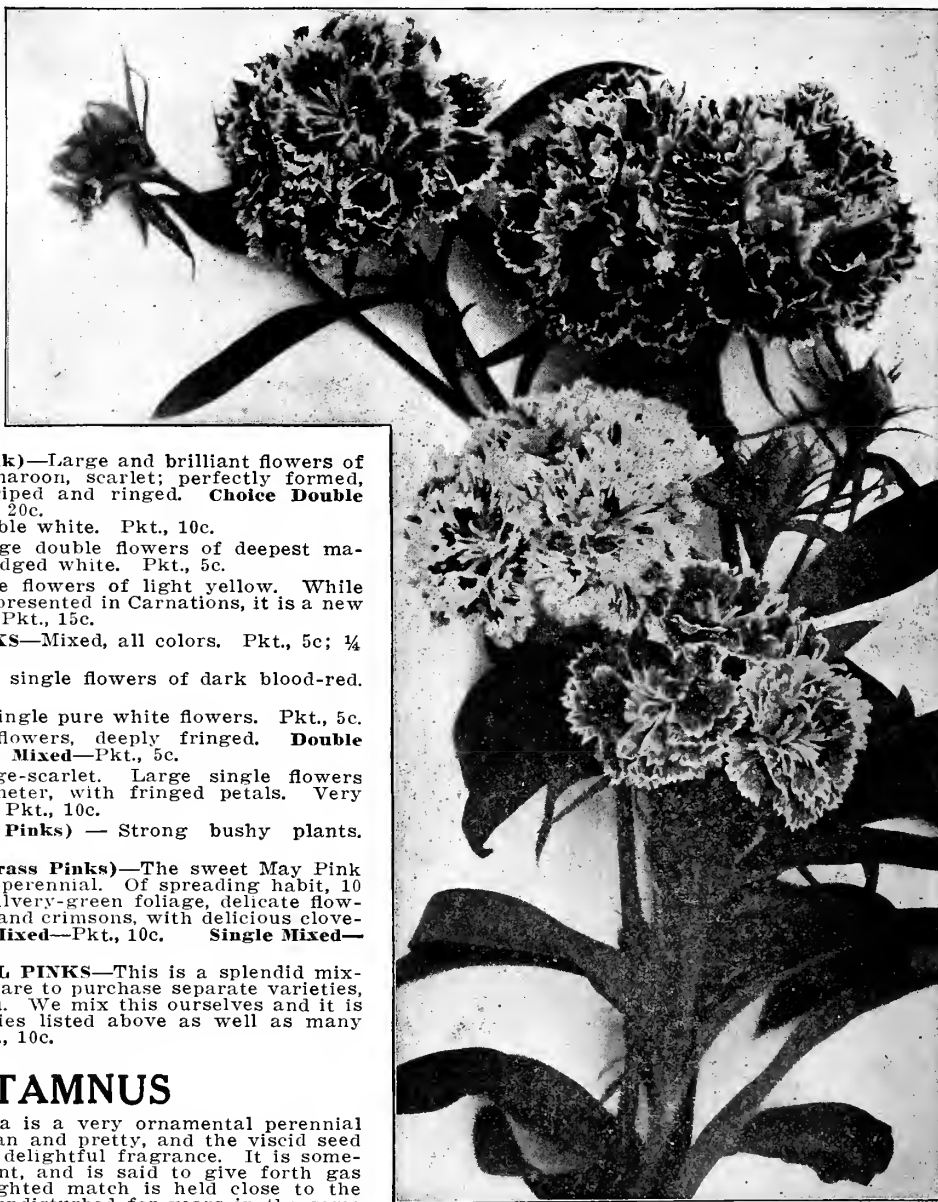 k)—Large and brilliant flowers of
naroon, scarlet; perfectly formed,
riped and ringed. Choice Double
20c.
ble white. Pkt., 10c.
ge double flowers of deepest ma-
dged white. Pkt., 5c.
e flowers of light yellow. While
presented in Carnations, it is a new
Pkt., 15c.
KS—Mixed, all colors. Pkt., 5c; ¼
single flowers of dark blood-red.
ingle pure white flowers. Pkt., 5c.
flowers, deeply fringed. Double
Mixed—Pkt., 5c.
ge-scarlet. Large single flowers
meter, with fringed petals. Very
Pkt., 10c.
Pinks) — Strong bushy plants.
rass Pinks)—The sweet May Pink
perennial. Of spreading habit, 10
lvery-green foliage, delicate flow-
and crimsons, with delicious clove-
Mixed—Pkt., 10c. Single Mixed—
L PINKS—This is a splendid mix-
are to purchase separate varieties,
. We mix this ourselves and it is
ies listed above as well as many
., 10c.
TAMNUS
a is a very ornamental perennial
an and pretty, and the viscid seed
delightful fragrance. It is some-
nt, and is said to give forth gas
ghted match is held close to the